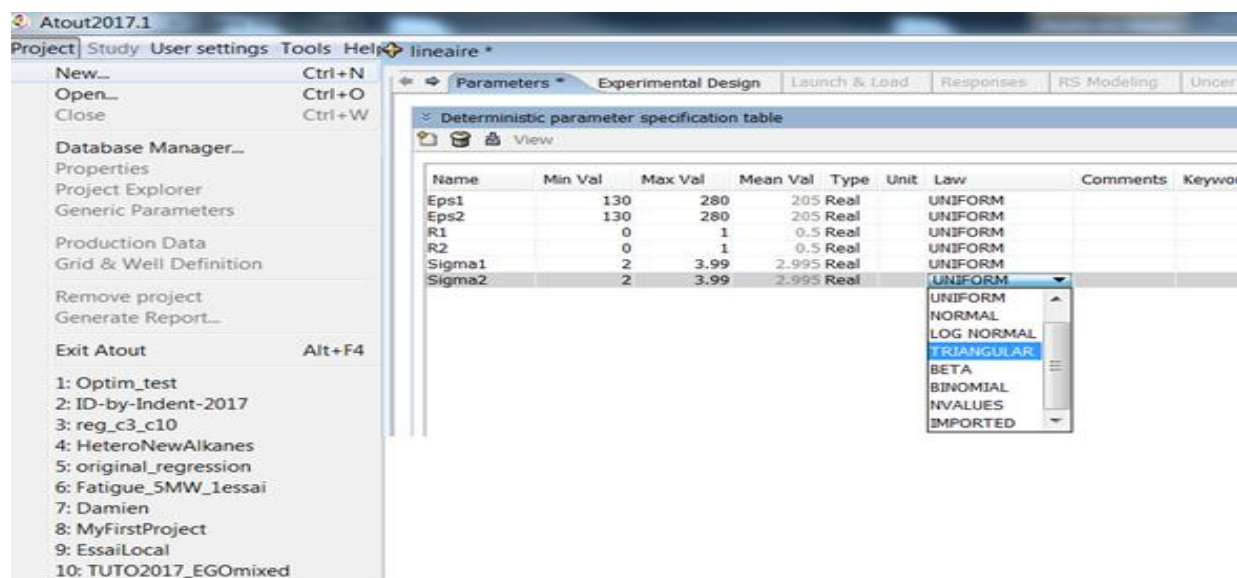 Atout2017.1
Project Study User settings Tools Help
New... Ctrl+N
Open... Ctrl+O
Close Ctrl+W
Database Manager...
Properties
Project Explorer
Generic Parameters
Production Data
Grid & Well Definition
Remove project
Generate Report...
Exit Atout Alt+F4
1: Optim_test
2: ID-by-Indent-2017
3: reg_c3_c10
4: HeteroNewAlkanes
5: original_regression
6: Fatigue_5MW_1essai
7: Damien
8: MyFirstProject
9: EssaiLocal
10: TUTO2017_EGOmixed
lineaire *
Parameters * Experimental Design Launch & Load Responses RS Modeling Uncer
Deterministic parameter specification table
View
Name Min Val Max Val Mean Val Type Unit Law Comments Keywor
Eps1 130 280 205 Real UNIFORM
Eps2 130 280 205 Real UNIFORM
R1 0 1 0.5 Real UNIFORM
R2 0 1 0.5 Real UNIFORM
Sigma1 2 3.99 2.995 Real UNIFORM
Sigma2 2 3.99 2.995 Real UNIFORM
UNIFORM
NORMAL
LOG NORMAL
TRIANGULAR
BETA
BINOMIAL
NVALUES
IMPORTED